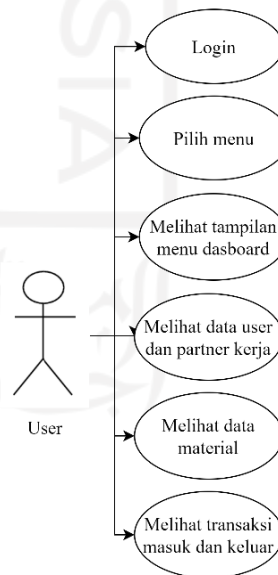 Login
Pilih menu
Melihat tampilan
menu dasboard
Melihat data user
dan partner kerja
User
Melihat data
material
Melihat transaksi
masuk dan keluar